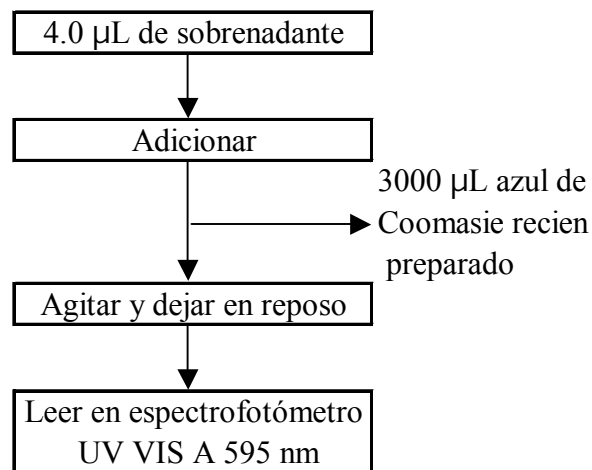 4.0 µL de sobrenadante
Adicionar
3000 µL azul de
Coomasie recien
preparado
Agitar y dejar en reposo
Leer en espectrofotómetro
UV VIS A 595 nm